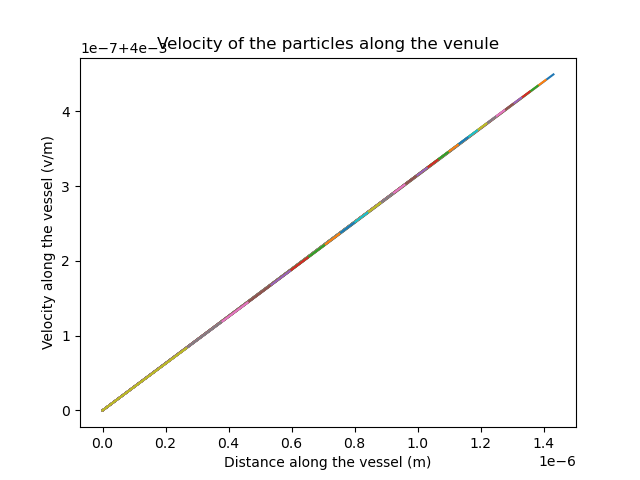 Velocity of the particles along the venule
1e−7+4e−3
4
3
2
1
0
Velocity along the vessel (v/m)
0.0 0.2 0.4 0.6 0.8 1.0 1.2 1.4
1e−6
Distance along the vessel (m)